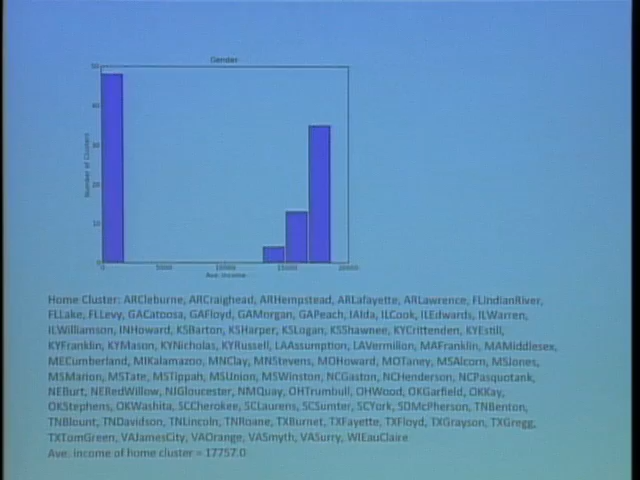 Gender
50
40
30
20
10
0
Number of Clusters
0 5000 10000 15000 20000
Ave. income
Home Cluster: ARCleburne, ARCraighead, ARHempstead, ARLafayette, ARLawrence, FLIndianRiver,
FLLake, FLLevy, GACatoosa, GAFloyd, GAMorgan, GAPeach, IAIda, ILCook, ILEdwards, ILWarren,
ILWilliamson, INHoward, KSBarton, KSHarper, KSLogan, KSShawnee, KYCrittenden, KYEstill,
KYFranklin, KYMason, KYNicholas, KYRussell, LAAssumption, LAVermilion, MAFranklin, MAMiddlesex,
MECumberland, MIKalamazoo, MNClay, MNStevens, MOHoward, MOTaney, MSAlcorn, MSJones,
MSMarion, MSTate, MSTippah, MSUnion, MSWinston, NCGaston, NCHenderson, NCPasquotank,
NEBurt, NERedWillow, NJGloucester, NMQuay, OHTrumbull, OHWood, OKGarfield, OKKay,
OKStephens, OKWashita, SCCherokee, SCLaurens, SCSumter, SCYork, SDMcPherson, TNBenton,
TNBlount, TNDavidson, TNLincoln, TNRoane, TXBurnet, TXFayette, TXFloyd, TXGrayson, TXGregg,
TXTomGreen, VAJamesCity, VAOrange, VASmyth, VASurry, WIEauClaire
Ave. income of home cluster = 17757.0